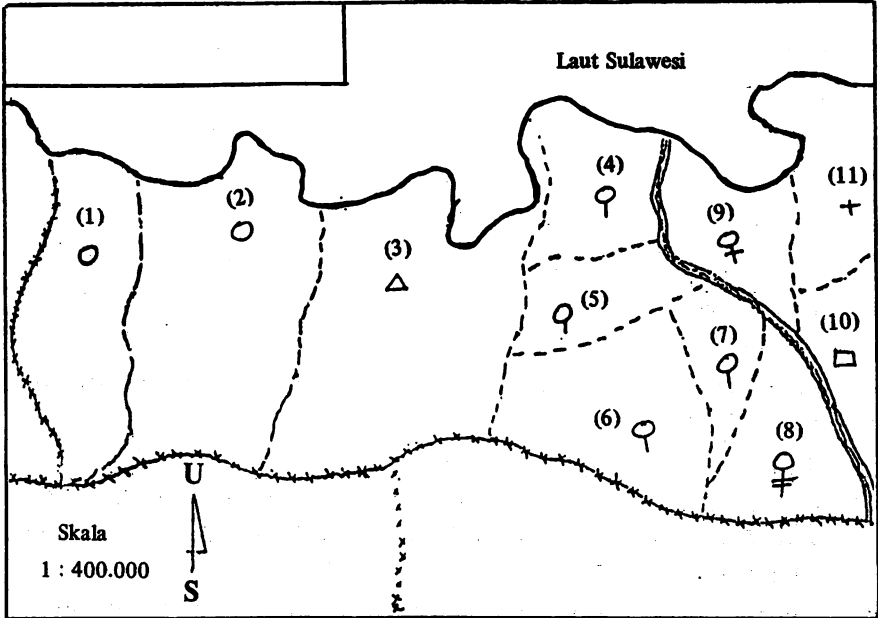 Laut Sulawesi
(1)
(2)
(3)
(4)
(5)
(6)
(7)
(8)
(9)
(10)
(11)
U
S
Skala
1 : 400.000